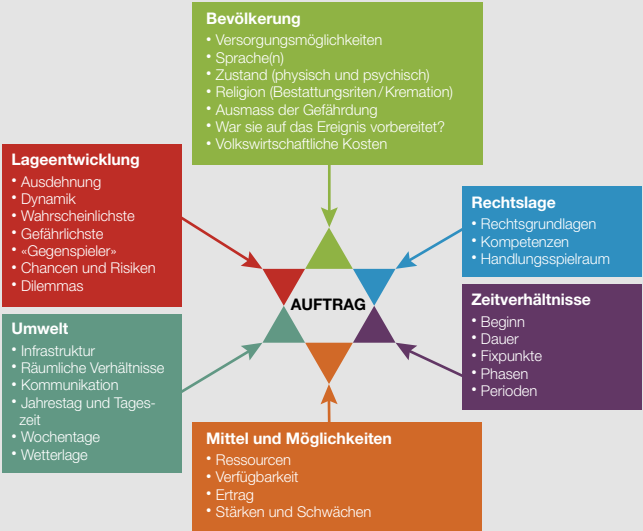 Bevölkerung
• Versorgungsmöglichkeiten
• Sprache(n)
• Zustand (physisch und psychisch)
• Religion (Bestattungsriten/Kremation)
• Ausmass der Gefährdung
• War sie auf das Ereignis vorbereitet?
• Volkswirtschaftliche Kosten
Lageentwicklung
• Ausdehnung
• Dynamik
• Wahrscheinlichste
• Gefährlichste
• «Gegenspieler»
• Chancen und Risiken
• Dilemmas
Rechtslage
• Rechtsgrundlagen
• Kompetenzen
• Handlungsspielraum
AUFTRAG
Zeitverhältnisse
• Beginn
• Dauer
• Fixpunkte
• Phasen
• Perioden
Umwelt
• Infrastruktur
• Räumliche Verhältnisse
• Kommunikation
• Jahrestag und Tages-
zeit
• Wochentage
• Wetterlage
Mittel und Möglichkeiten
• Ressourcen
• Verfügbarkeit
• Ertrag
• Stärken und Schwächen